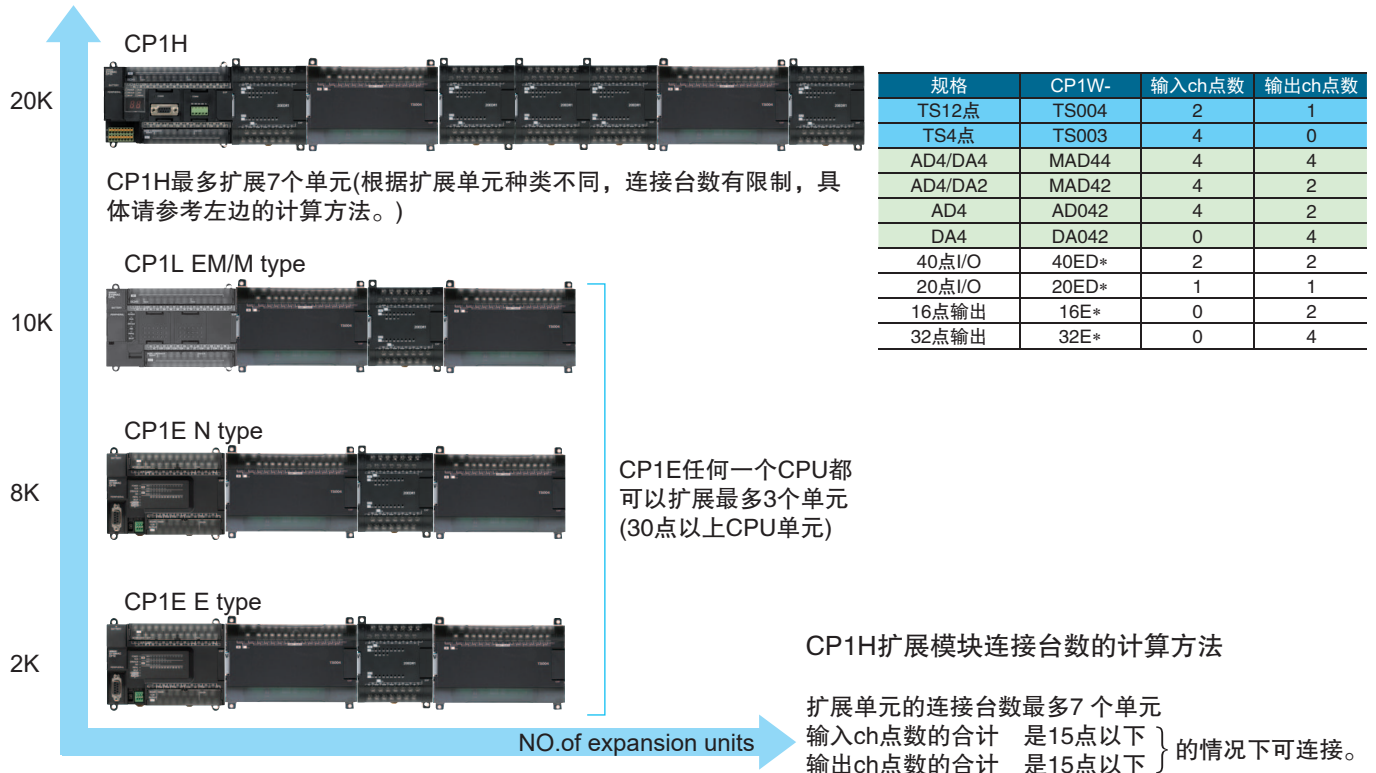 CP1H
20K
CP1H最多扩展7个单元(根据扩展单元种类不同，连接台数有限制，具
体请参考左边的计算方法。)
规格 CP1W- 输入ch点数 输出ch点数
TS12点 TS004 2 1
TS4点 TS003 4 0
AD4/DA4 MAD44 4 4
AD4/DA2 MAD42 4 2
AD4 AD042 4 2
DA4 DA042 0 4
40点I/O 40ED* 2 2
20点I/O 20ED* 1 1
16点输出 16E* 0 2
32点输出 32E* 0 4
CP1L EM/M type
10K
CP1E N type
8K
CP1E任何一个CPU都
可以扩展最多3个单元
(30点以上CPU单元)
CP1E E type
2K
NO.of expansion units
CP1H扩展模块连接台数的计算方法
扩展单元的连接台数最多7 个单元
输入ch点数的合计 是15点以下
输出ch点数的合计 是15点以下
} 的情况下可连接。